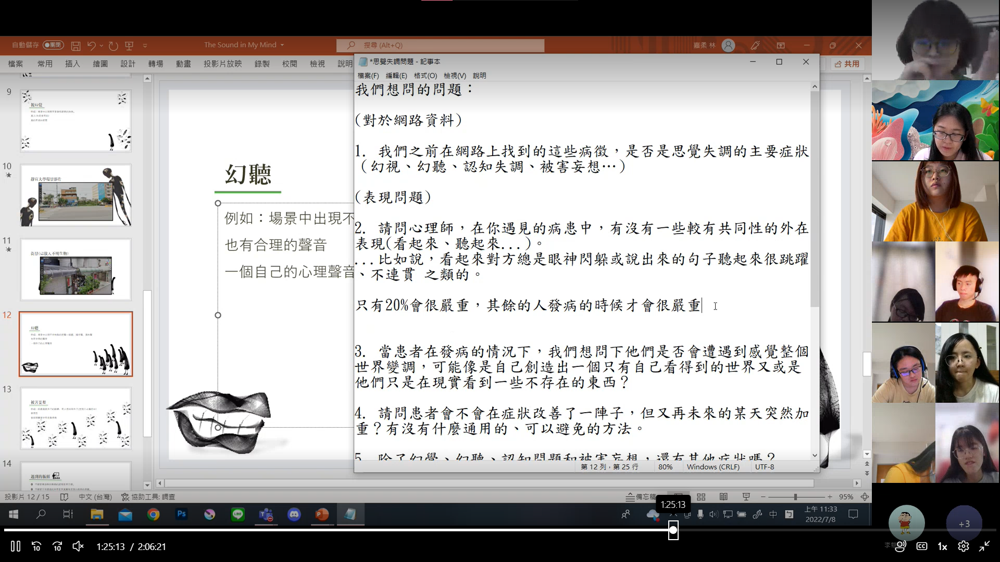 自動儲存 關閉
The Sound in My Mind
搜尋 (Alt+Q)
嘉柔 林
檔案 常用 插入 繪圖 設計 轉場 動畫 投影片放映 錄製 校閱 檢視 說明
共用
9
視幻覺
10
靜宜大學環景影片
11
街景(已放入不明生物)
12
幻聽
13
被害妄想
14
遇到的瓶頸
幻聽
例如：場景中出現不
也有合理的聲音
一個自己的心理聲音
*思覺失調問題 - 記事本
檔案(F) 編輯(E) 格式(O) 檢視(V) 說明
我們想問的問題：
(對於網路資料)
1. 我們之前在網路上找到的這些病徵，是否是思覺失調的主要症狀
（幻視、幻聽、認知失調、被害妄想…）
(表現問題)
2. 請問心理師，在你遇見的病患中，有沒有一些較有共同性的外在
表現(看起來、聽起來...)。
...比如說，看起來對方總是眼神閃躲或說出來的句子聽起來很跳躍
、不連貫 之類的。
只有20%會很嚴重，其餘的人發病的時候才會很嚴重
3. 當患者在發病的情況下，我們想問下他們是否會遭遇到感覺整個
世界變調，可能像是自己創造出一個只有自己看得到的世界又或是
他們只是在現實看到一些不存在的東西？
4. 請問患者會不會在症狀改善了一陣子，但又再未來的某天突然加
重？有沒有什麼通用的、可以避免的方法。
5. 除了幻覺、幻聽、認知問題和被害妄想，還有其他症狀嗎？
第 12 列，第 25 行 80% Windows (CRLF) UTF-8
投影片 12 / 15 中文 (台灣) 協助工具: 調查
備忘稿
95%
1:25:13
中
上午 11:33
2022/7/8
+3
1:25:13 / 2:06:21
CC
1x